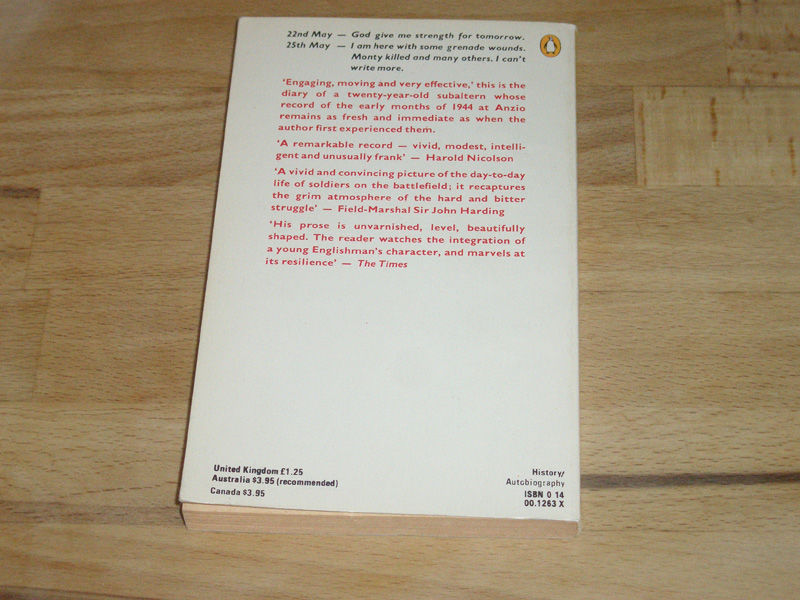 22nd May — God give me strength for tomorrow.
25th May — I am here with some grenade wounds.
Monty killed and many others. I can't
write more.
'Engaging, moving and very effective,' this is the
diary of a twenty-year-old subaltern whose
record of the early months of 1944 at Anzio
remains as fresh and immediate as when the
author first experienced them.
'A remarkable record — vivid, modest, intelli-
gent and unusually frank' — Harold Nicolson
'A vivid and convincing picture of the day-to-day
life of soldiers on the battlefield; it recaptures
the grim atmosphere of the hard and bitter
struggle' — Field-Marshal Sir John Harding
'His prose is unvarnished, level, beautifully
shaped. The reader watches the integration of
a young Englishman's character, and marvels at
its resilience' — The Times
United Kingdom £1.25
Australia $3.95 (recommended)
Canada $3.95
History/
Autobiography
ISBN 0 14
00.1263 X